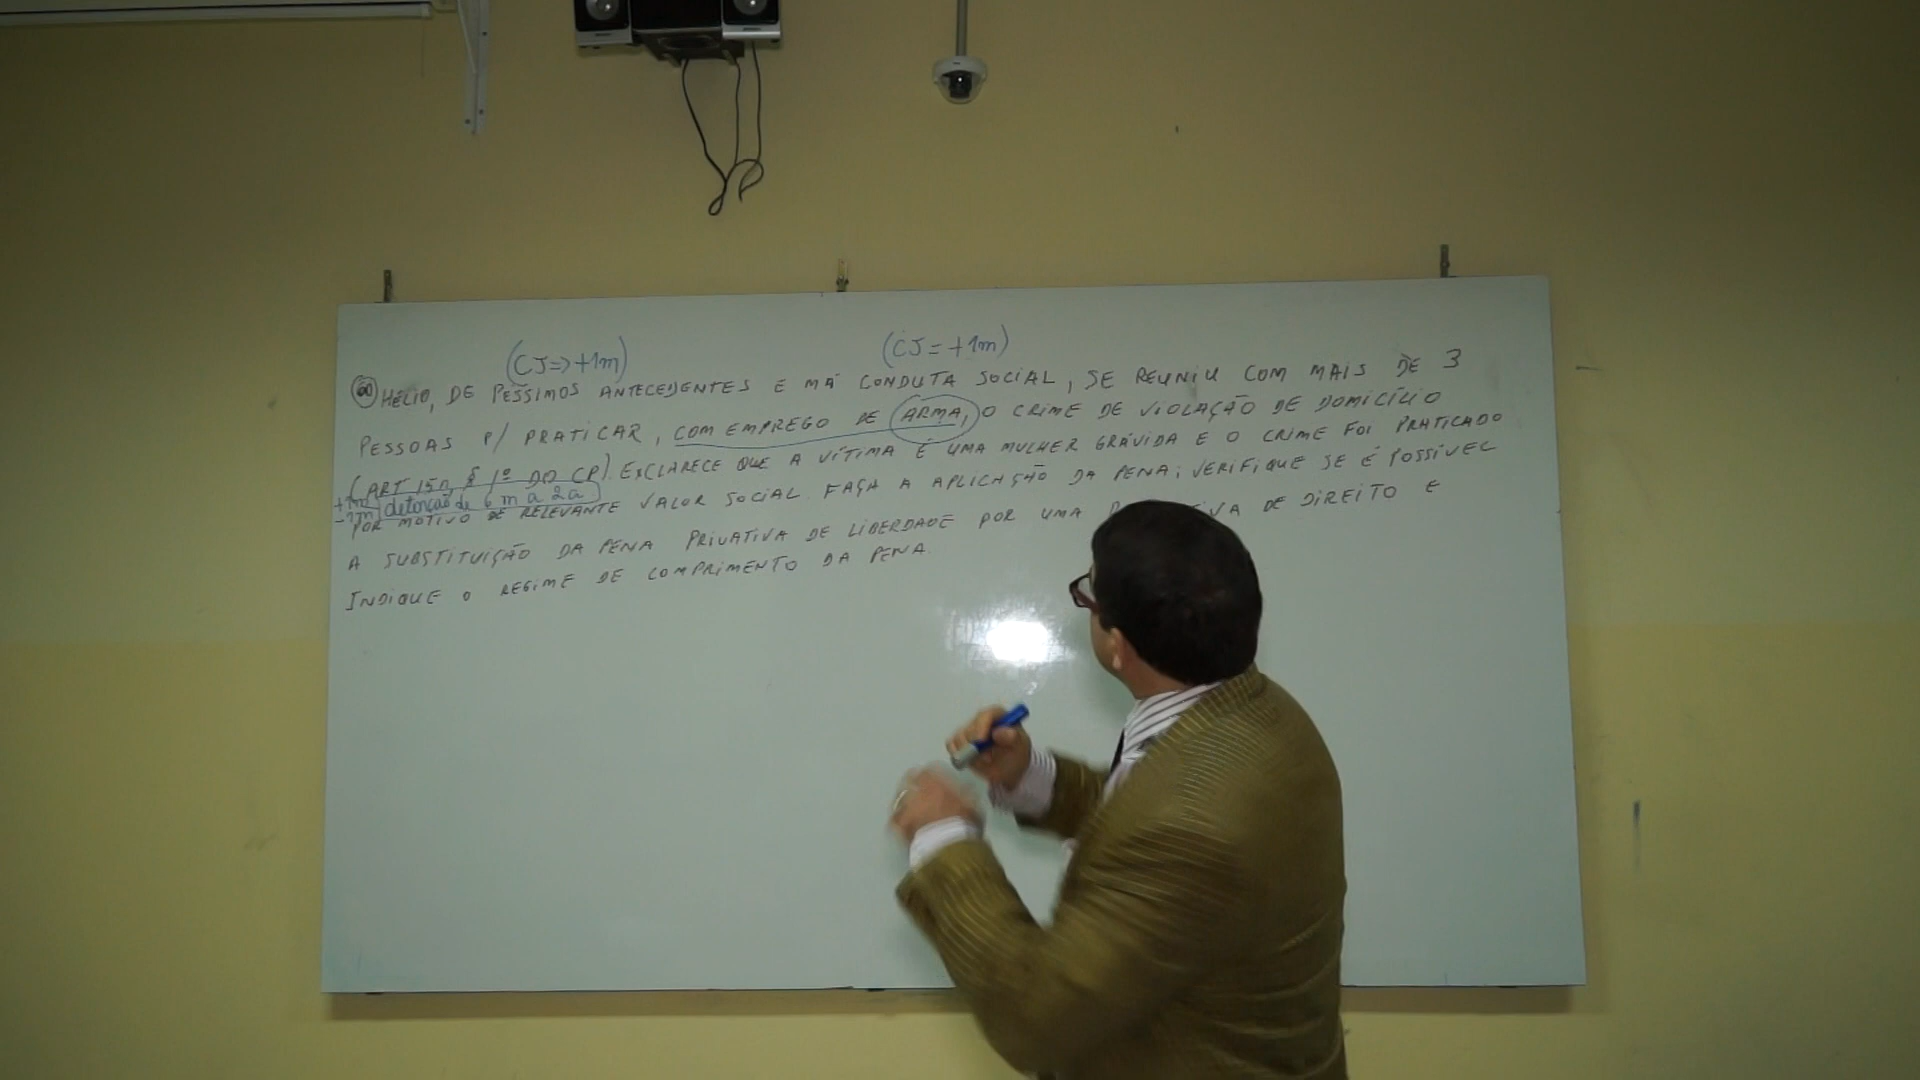 (CJ=>+1m) (CJ=+1m)
HÉLIO, DE PÉSSIMOS ANTECEDENTES E MÁ CONDUTA SOCIAL, SE REUNIU COM MAIS DE 3
PESSOAS P/ PRATICAR, COM EMPREGO DE ARMA, O CRIME DE VIOLAÇÃO DE DOMICÍLIO
(ART 150, § 1º DO CP). EXCLARECE QUE A VÍTIMA É UMA MULHER GRÁVIDA E O CRIME FOI PRATICADO
+1m detenção de 6 m a 2a
-1m
POR MOTIVO DE RELEVANTE VALOR SOCIAL. FAÇA A APLICAÇÃO DA PENA; VERIFIQUE SE É POSSÍVEL
A SUBSTITUIÇÃO DA PENA PRIVATIVA DE LIBERDADE POR UMA DE DIREITO E
INDIQUE O REGIME DE COMPRIMENTO DA PENA.